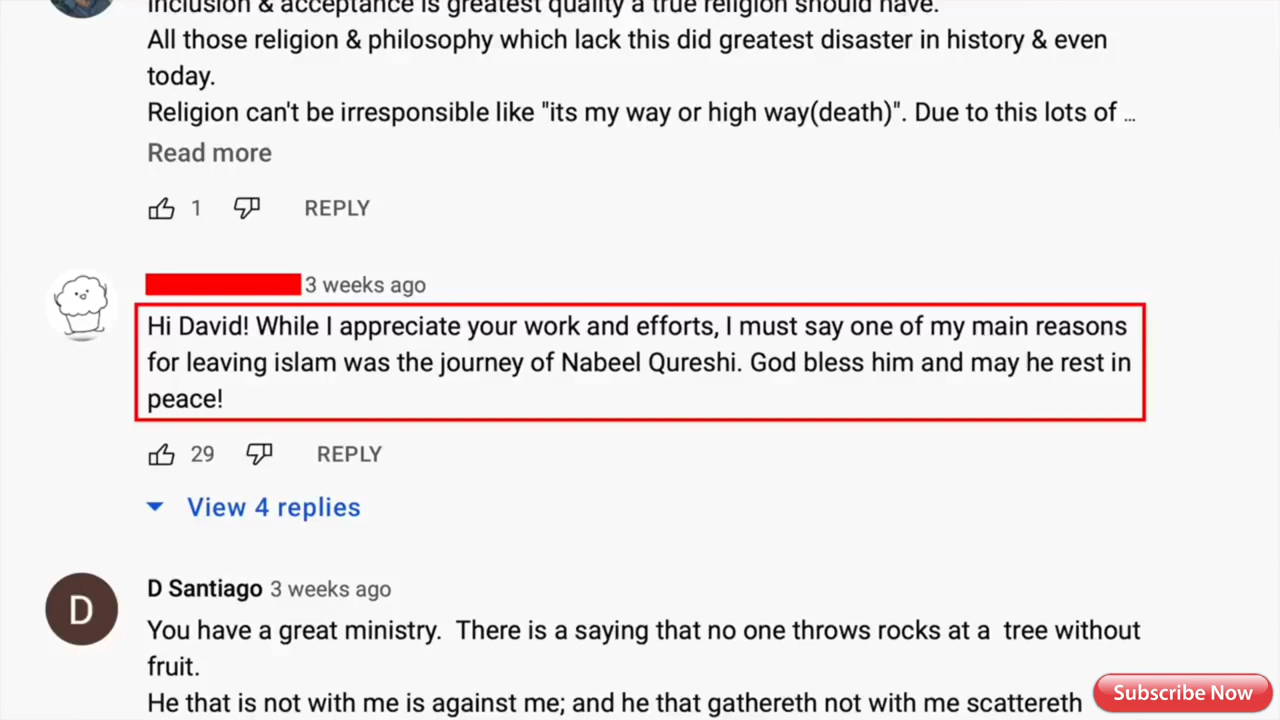 Inclusion & acceptance is greatest quality a true religion should have.
All those religion & philosophy which lack this did greatest disaster in history & even
today.
Religion can't be irresponsible like "its my way or high way(death)". Due to this lots of ...
Read more
1 REPLY
3 weeks ago
Hi David! While I appreciate your work and efforts, I must say one of my main reasons
for leaving islam was the journey of Nabeel Qureshi. God bless him and may he rest in
peace!
29 REPLY
View 4 replies
D
D Santiago 3 weeks ago
You have a great ministry. There is a saying that no one throws rocks at a tree without
fruit.
He that is not with me is against me; and he that gathereth not with me scattereth
Subscribe Now